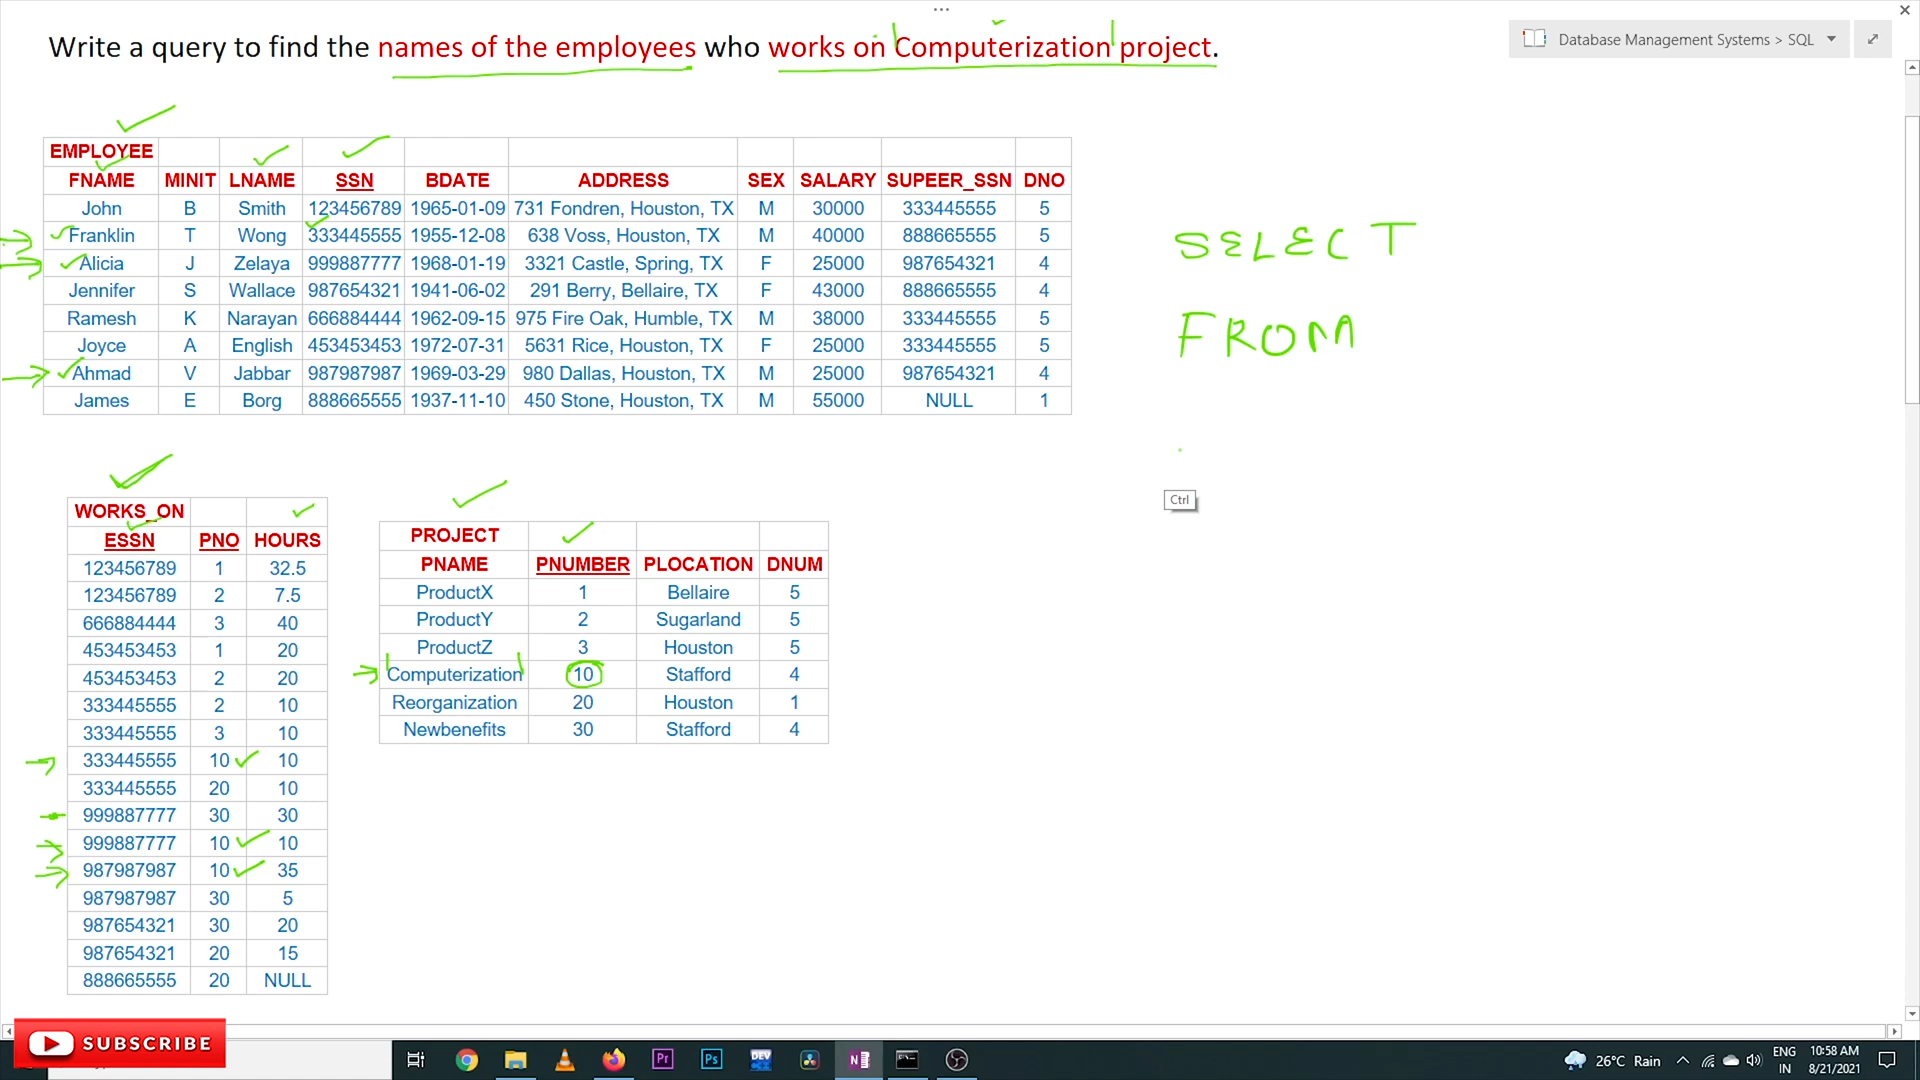 Write a query to find the names of the employees who works on Computerization project.
Database Management Systems > SQL
EMPLOYEE
FNAME MINIT LNAME SSN BDATE ADDRESS SEX SALARY SUPEER_SSN DNO
John B Smith 123456789 1965-01-09 731 Fondren, Houston, TX M 30000 333445555 5
Franklin T Wong 333445555 1955-12-08 638 Voss, Houston, TX M 40000 888665555 5
Alicia J Zelaya 999887777 1968-01-19 3321 Castle, Spring, TX F 25000 987654321 4
Jennifer S Wallace 987654321 1941-06-02 291 Berry, Bellaire, TX F 43000 888665555 4
Ramesh K Narayan 666884444 1962-09-15 975 Fire Oak, Humble, TX M 38000 333445555 5
Joyce A English 453453453 1972-07-31 5631 Rice, Houston, TX F 25000 333445555 5
Ahmad V Jabbar 987987987 1969-03-29 980 Dallas, Houston, TX M 25000 987654321 4
James E Borg 888665555 1937-11-10 450 Stone, Houston, TX M 55000 NULL 1
SELECT
FROM
Ctrl
WORKS_ON
ESSN PNO HOURS
123456789 1 32.5
123456789 2 7.5
666884444 3 40
453453453 1 20
453453453 2 20
333445555 2 10
333445555 3 10
333445555 10 10
333445555 20 10
999887777 30 30
999887777 10 10
987987987 10 35
987987987 30 5
987654321 30 20
987654321 20 15
888665555 20 NULL
PROJECT
PNAME PNUMBER PLOCATION DNUM
ProductX 1 Bellaire 5
ProductY 2 Sugarland 5
ProductZ 3 Houston 5
Computerization 10 Stafford 4
Reorganization 20 Houston 1
Newbenefits 30 Stafford 4
SUBSCRIBE
Pr Ps DEV N
26°C Rain
ENG
IN
10:58 AM
8/21/2021